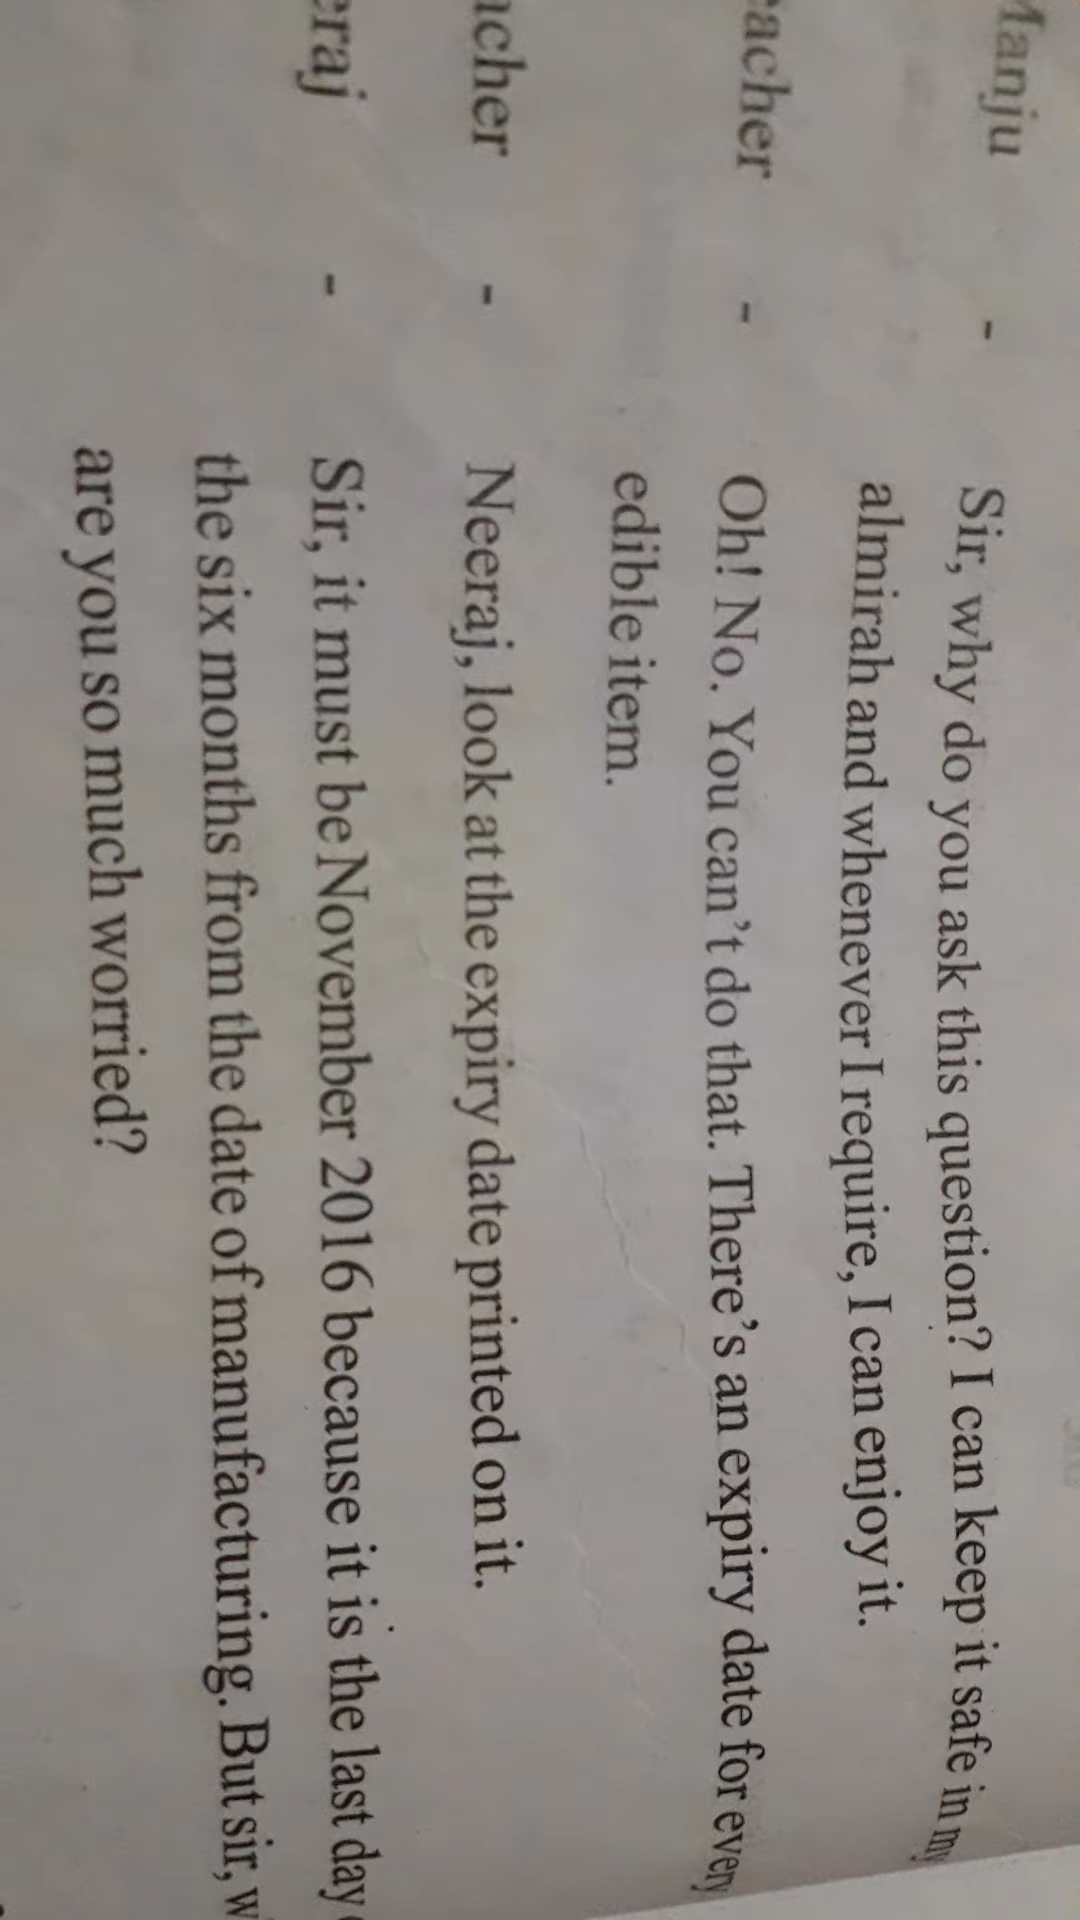 Manju - Sir, why do you ask this question? I can keep it safe in my
almirah and whenever I require, I can enjoy it.
eacher - Oh! No. You can't do that. There's an expiry date for every
edible item.
acher - Neeraj, look at the expiry date printed on it.
eraj - Sir, it must be November 2016 because it is the last day
the six months from the date of manufacturing. But sir, w
are you so much worried?